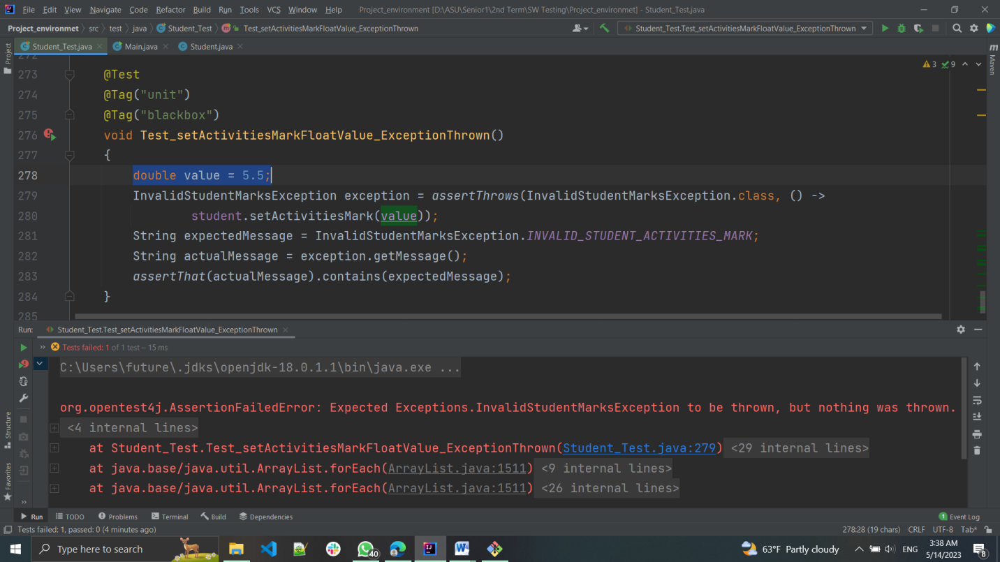 File Edit View Navigate Code Refactor Build Run Tools VCS Window Help Project_environment [D:\ASU\Senior1\2nd Term\SW Testing\Project_environmet] - Student_Test.java
Project_environmet src test java Student_Test Test_setActivitiesMarkFloatValue_ExceptionThrown Student_Test.Test_setActivitiesMarkFloatValue_ExceptionThrown
Project
Student_Test.java Main.java Student.java
Maven
272
3 9
273 @Test
274 @Tag("unit")
275 @Tag("blackbox")
276 void Test_setActivitiesMarkFloatValue_ExceptionThrown()
277 {
278 double value = 5.5;
279 InvalidStudentMarksException exception = assertThrows(InvalidStudentMarksException.class, () ->
280 student.setActivitiesMark(value));
281 String expectedMessage = InvalidStudentMarksException.INVALID_STUDENT_ACTIVITIES_MARK;
282 String actualMessage = exception.getMessage();
283 assertThat(actualMessage).contains(expectedMessage);
284 }
285
Run: Student_Test.Test_setActivitiesMarkFloatValue_ExceptionThrown
Tests failed: 1 of 1 test – 15 ms
C:\Users\future\.jdks\openjdk-18.0.1.1\bin\java.exe ...
org.opentest4j.AssertionFailedError: Expected Exceptions.InvalidStudentMarksException to be thrown, but nothing was thrown.
<4 internal lines>
at Student_Test.Test_setActivitiesMarkFloatValue_ExceptionThrown(Student_Test.java:279) <29 internal lines>
at java.base/java.util.ArrayList.forEach(ArrayList.java:1511) <9 internal lines>
at java.base/java.util.ArrayList.forEach(ArrayList.java:1511) <26 internal lines>
Structure
Favorites
Run TODO Problems Terminal Build Dependencies 1 Event Log
Tests failed: 1, passed: 0 (4 minutes ago) 278:28 (19 chars) CRLF UTF-8 Tab*
Type here to search 40 63°F Partly cloudy ENG 3:38 AM
5/14/2023 8